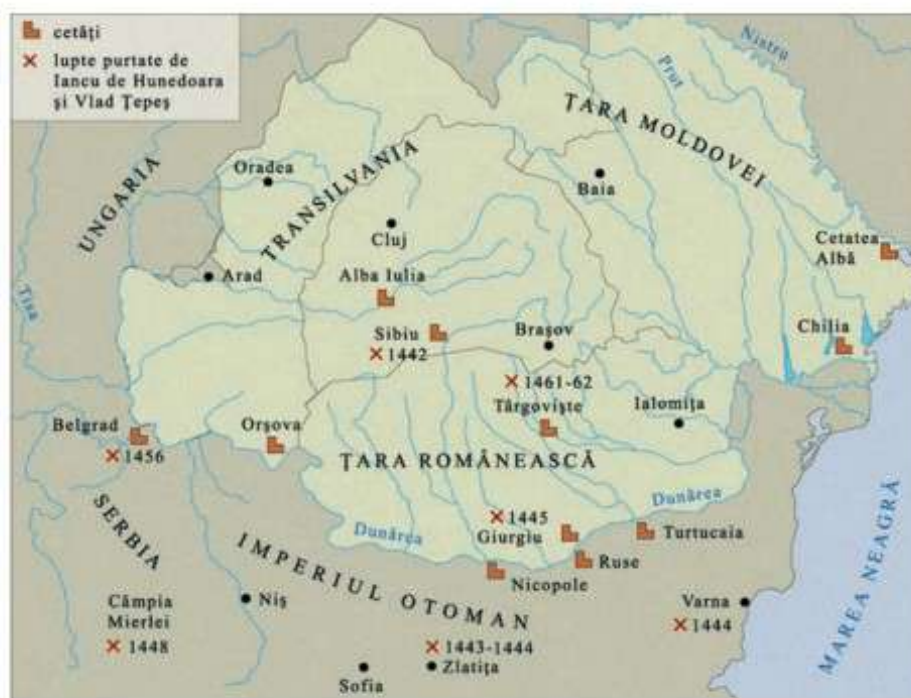 cetăți
lupte purtate de
Iancu de Hunedoara
și Vlad Țepeș
Nistru
Prut
ȚARA MOLDOVEI
UNGARIA
TRANSILVANIA
Oradea
Baia
Cluj
Cetatea
Albă
Arad
Alba Iulia
Tisa
Sibiu
1442
Brașov
Chilia
1461-62
Târgoviște
Ialomița
Belgrad
1456
Orșova
ȚARA ROMÂNEASCĂ
Dunărea
1445
Giurgiu
Dunărea
Turtucaia
Ruse
Nicopole
SERBIA
IMPERIUL OTOMAN
MAREA NEAGRĂ
Niș
Varna
1444
Câmpia
Mierlei
1448
1443-1444
Zlatița
Sofia